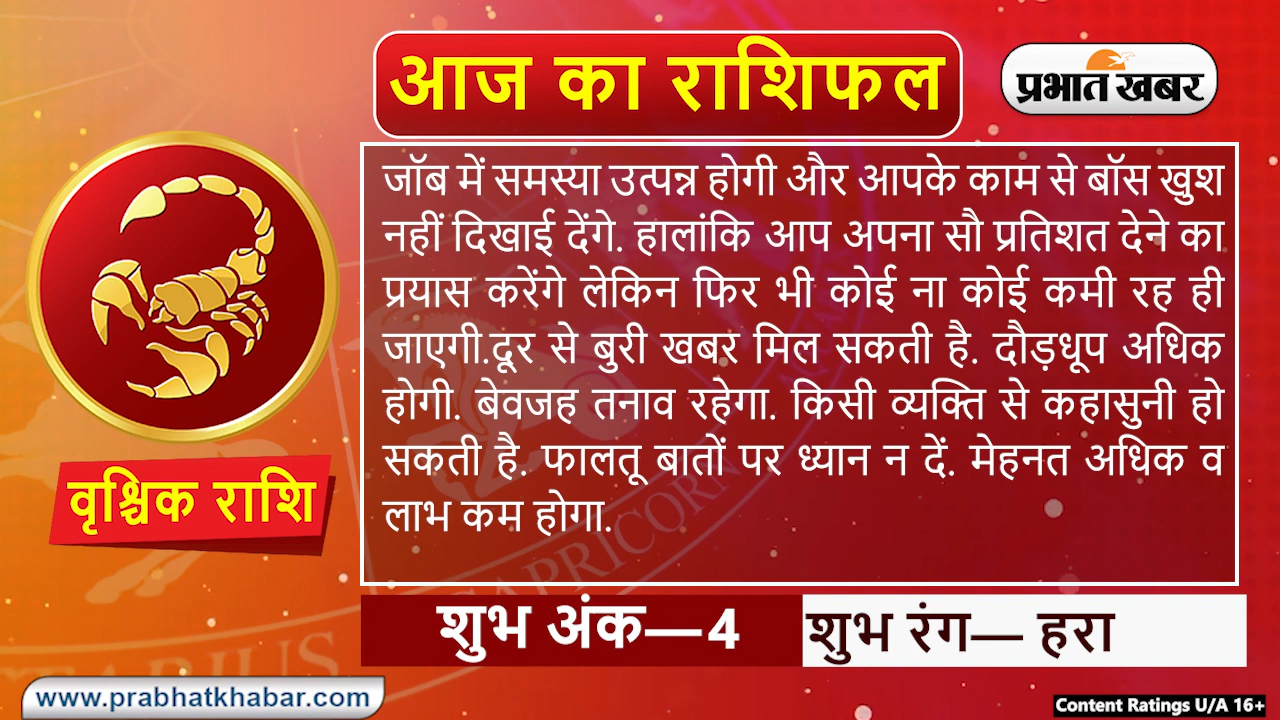 आज का राशिफल
प्रभात खबर
जॉब में समस्या उत्पन्न होगी और आपके काम से बॉस खुश
नहीं दिखाई देंगे. हालांकि आप अपना सौ प्रतिशत देने का
प्रयास करेंगे लेकिन फिर भी कोई ना कोई कमी रह ही
जाएगी.दूर से बुरी खबर मिल सकती है. दौड़धूप अधिक
होगी. बेवजह तनाव रहेगा. किसी व्यक्ति से कहासुनी हो
सकती है. फालतू बातों पर ध्यान न दें. मेहनत अधिक व
लाभ कम होगा.
वृश्चिक राशि
CAPRICORN
शुभ अंक—4
शुभ रंग— हरा
www.prabhatkhabar.com
Content Ratings U/A 16+